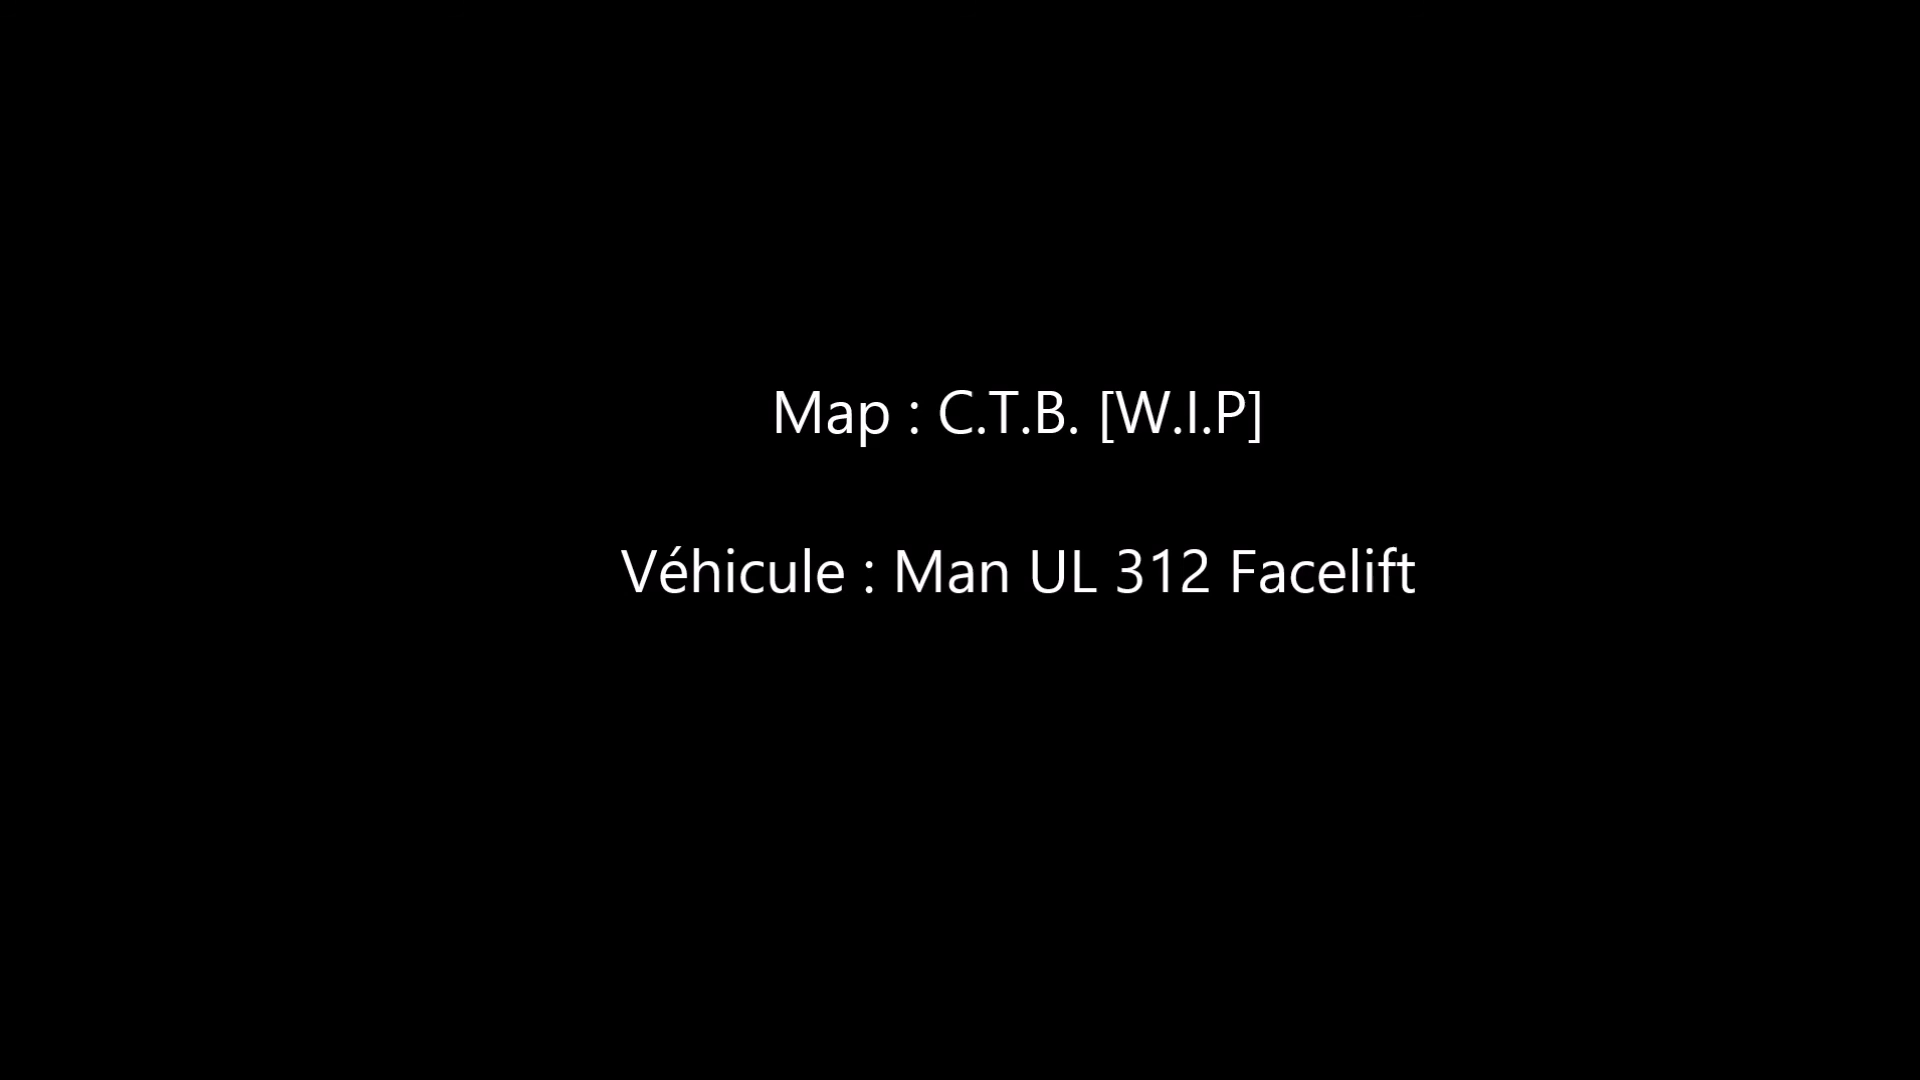 Map : C.T.B. [W.I.P]
Véhicule : Man UL 312 Facelift